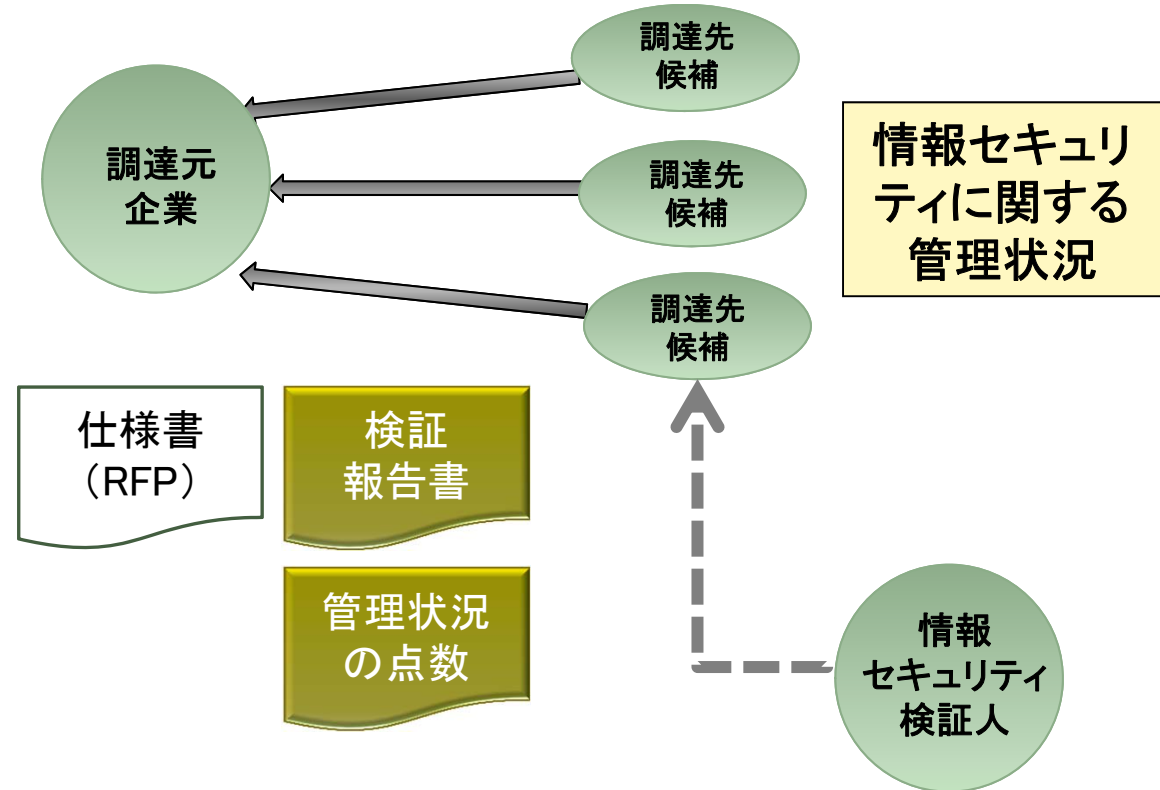 調達先
候補
調達元
企業
調達先
候補
調達先
候補
情報セキュリ
ティに関する
管理状況
仕様書
（RFP）
検証
報告書
管理状況
の点数
情報
セキュリティ
検証人